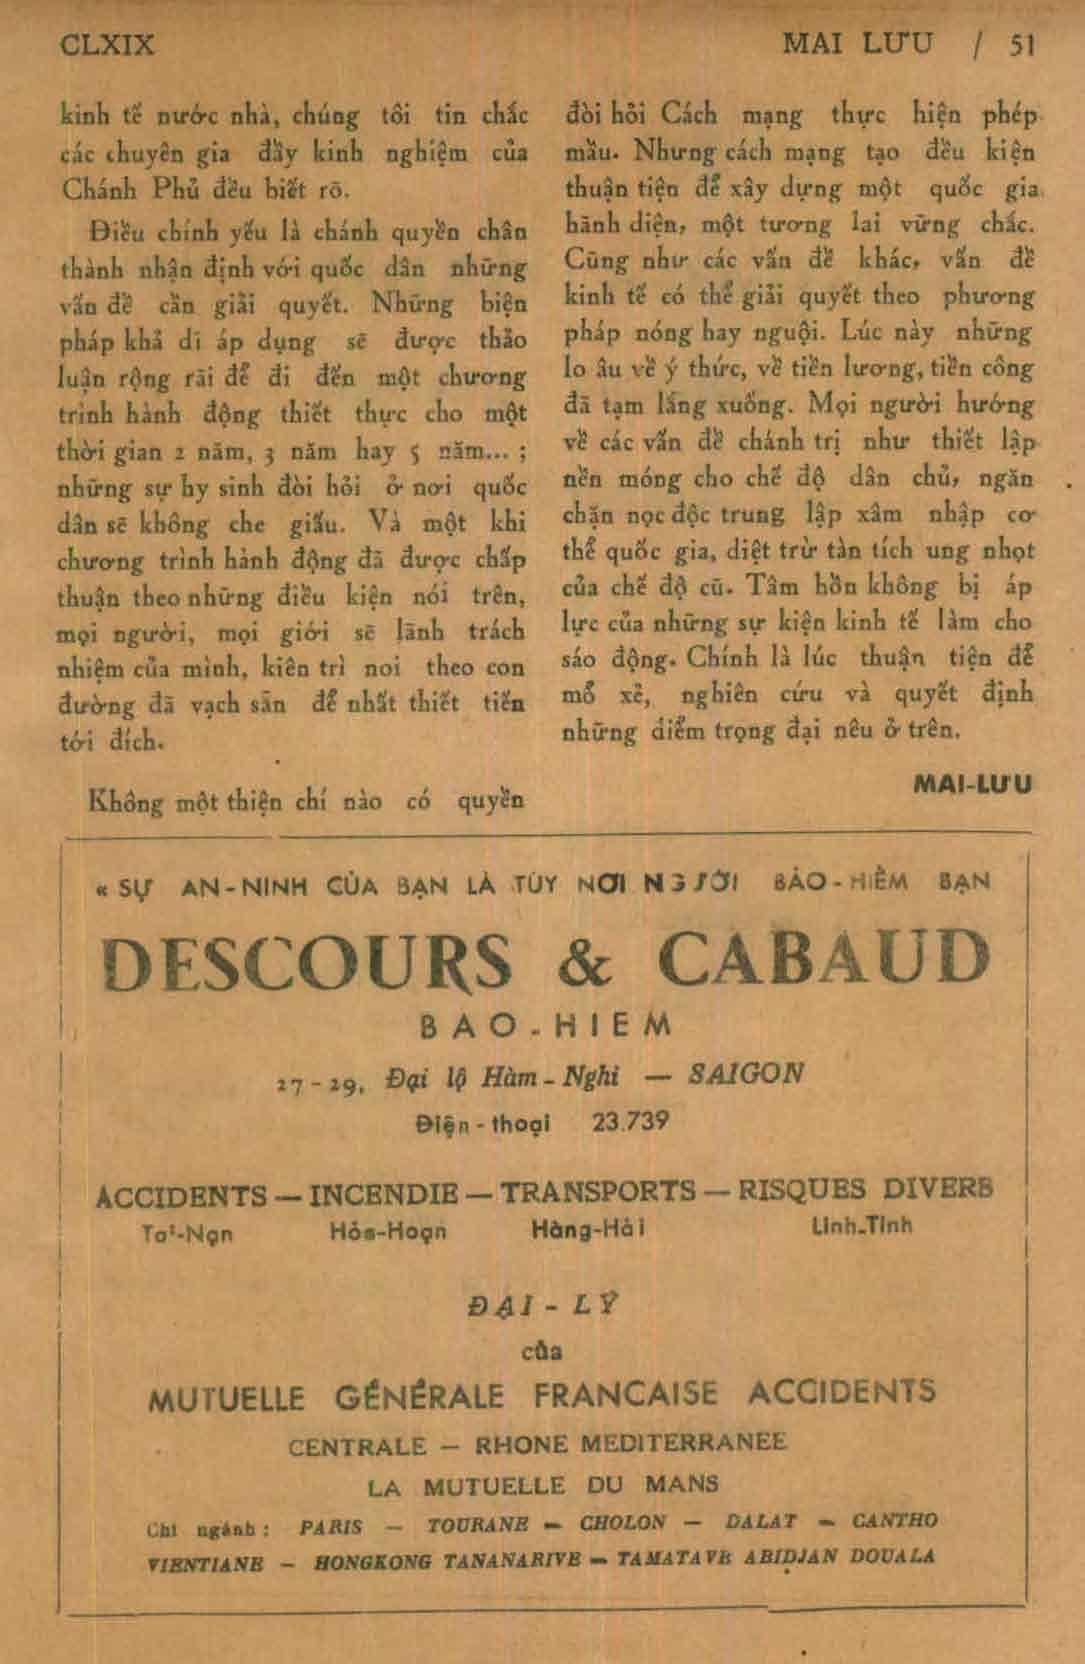 CLXIX
MAI LƯU / 51
kinh tế nước nhà, chúng tôi tin chắc
các chuyên gia đầy kinh nghiệm của
Chánh Phủ đều biết rõ.
Điều chính yếu là chánh quyền chân
thành nhận định với quốc dân những
vấn đề cần giải quyết. Những biện
pháp khả dĩ áp dụng sẽ được thảo
luận rộng rãi để đi đến một chương
trình hành động thiết thực cho một
thời gian 2 năm, 3 năm hay 5 năm... ;
những sự hy sinh đòi hỏi ở nơi quốc
dân sẽ không che giấu. Và một khi
chương trình hành động đã được chấp
thuận theo những điều kiện nói trên,
mọi người, mọi giới sẽ lãnh trách
nhiệm của mình, kiên trì noi theo con
đường đã vạch sẵn để nhất thiết tiến
tới đích.
Không một thiện chí nào có quyền
đòi hỏi Cách mạng thực hiện phép
mầu. Nhưng cách mạng tạo đều kiện
thuận tiện để xây dựng một quốc gia
hãnh diện, một tương lai vững chắc.
Cũng như các vấn đề khác, vấn đề
kinh tế có thể giải quyết theo phương
pháp nóng hay nguội. Lúc này những
lo âu về ý thức, về tiền lương, tiền công
đã tạm lắng xuống. Mọi người hướng
về các vấn đề chánh trị như thiết lập
nền móng cho chế độ dân chủ, ngăn
chặn nọc độc trung lập xâm nhập cơ
thể quốc gia, diệt trừ tàn tích ung nhọt
của chế độ cũ. Tâm hồn không bị áp
lực của những sự kiện kinh tế làm cho
sáo động. Chính là lúc thuận tiện để
mổ xẻ, nghiên cứu và quyết định
những điểm trọng đại nêu ở trên.
MAI-LƯU
« SỰ AN-NINH CỦA BẠN LÀ TÙY NƠI NGƯỜI BẢO-HIỂM BẠN
DESCOURS & CABAUD
BAO-HIEM
27-29, Đại lộ Hàm-Nghi — SAIGON
Điện-thoại 23.739
ACCIDENTS — INCENDIE — TRANSPORTS — RISQUES DIVERS
Tai-Nạn Hỏa-Hoạn Hàng-Hải Linh-Tinh
ĐẠI-LÝ
của
MUTUELLE GÉNÉRALE FRANCAISE ACCIDENTS
CENTRALE — RHONE MEDITERRANEE
LA MUTUELLE DU MANS
Chi ngánh : PARIS — TOURANE — CHOLON — DALAT — CANTHO
VIENTIANE — HONGKONG TANANARIVE — TAMATAVE ABIDJAN DOUALA